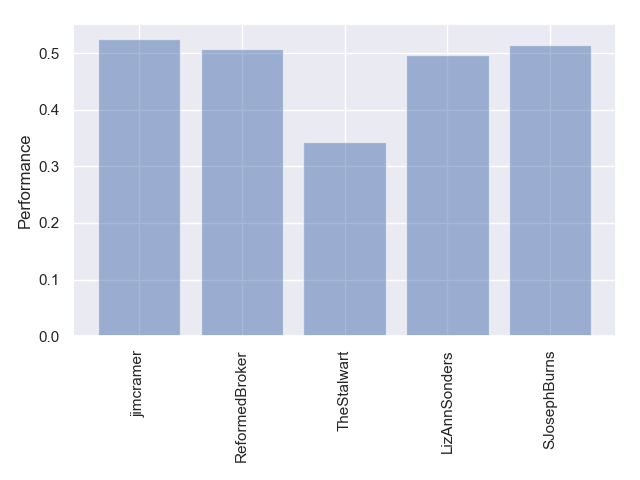 0.5
0.4
0.3
0.2
0.1
0.0
Performance
jimcramer
ReformedBroker
TheStalwart
LizAnnSonders
SJosephBurns